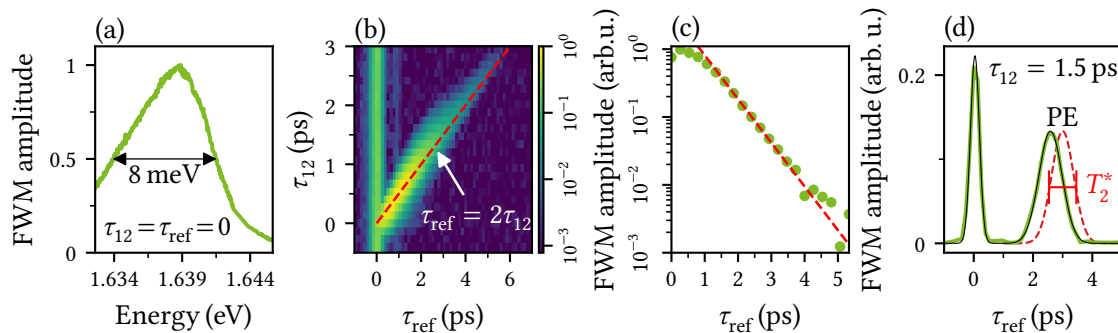 (a)
FWM amplitude
1
0.5
0
8 meV
τ12 = τref = 0
1.634
1.639
1.644
Energy (eV)
(b)
τ12 (ps)
3
2
1
0
τref = 2τ12
0
2
4
6
τref (ps)
10^0
10^-1
10^-2
10^-3
(c)
FWM amplitude (arb.u.)
10^0
10^-1
10^-2
10^-3
0
1
2
3
4
5
τref (ps)
(d)
FWM amplitude (arb. u.)
0.2
0
τ12 = 1.5 ps
PE
T2*
0
2
4
τref (ps)